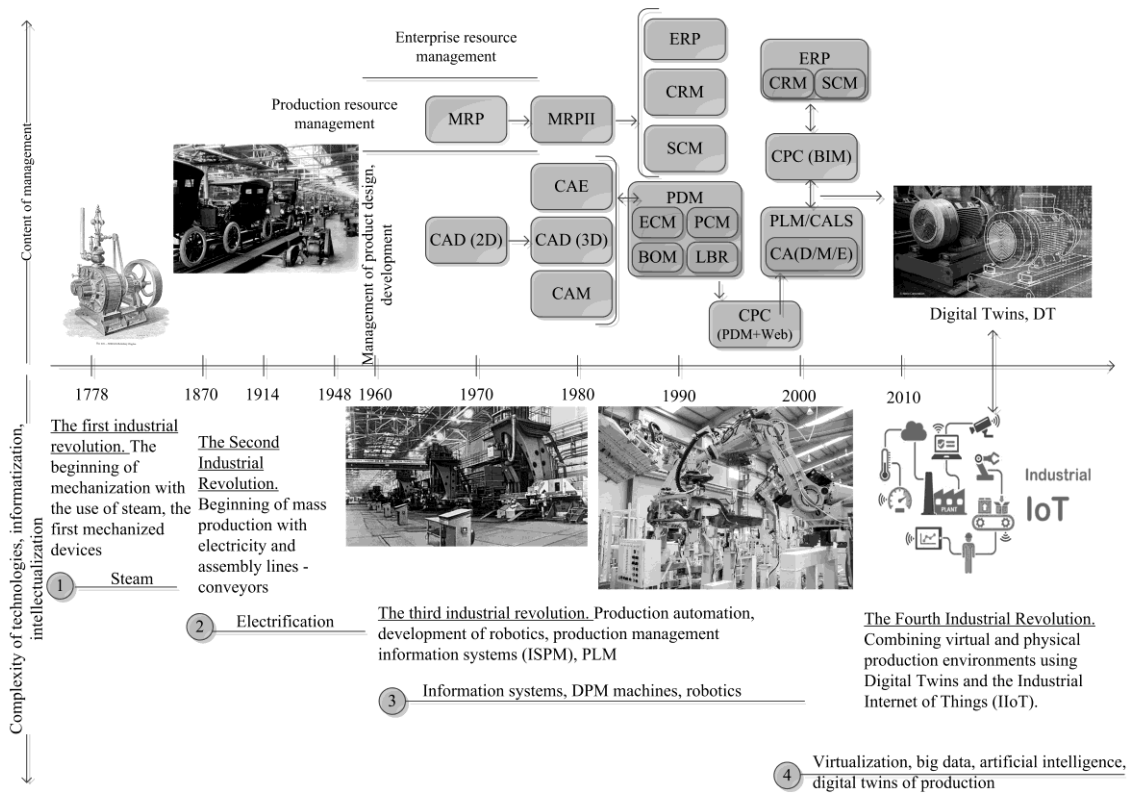 Content of management
Enterprise resource
management
Production resource
management
Management of product design,
development
MRP
MRPII
ERP
CRM
SCM
CAD (2D)
CAE
CAD (3D)
CAM
PDM
ECM
PCM
BOM
LBR
CPC
(PDM+Web)
ERP
CRM
SCM
CPC (BIM)
PLM/CALS
CA(D/M/E)
Digital Twins, DT
1778
1870
1914
1948
1960
1970
1980
1990
2000
2010
Complexity of technologies, informatization,
intellectualization
The first industrial
revolution. The
beginning of
mechanization with
the use of steam, the
first mechanized
devices
1
Steam
The Second
Industrial
Revolution.
Beginning of mass
production with
electricity and
assembly lines -
conveyors
2
Electrification
The third industrial revolution. Production automation,
development of robotics, production management
information systems (ISPM), PLM
3
Information systems, DPM machines, robotics
PLANT
Industrial
IoT
The Fourth Industrial Revolution.
Combining virtual and physical
production environments using
Digital Twins and the Industrial
Internet of Things (IIoT).
4
Virtualization, big data, artificial intelligence,
digital twins of production